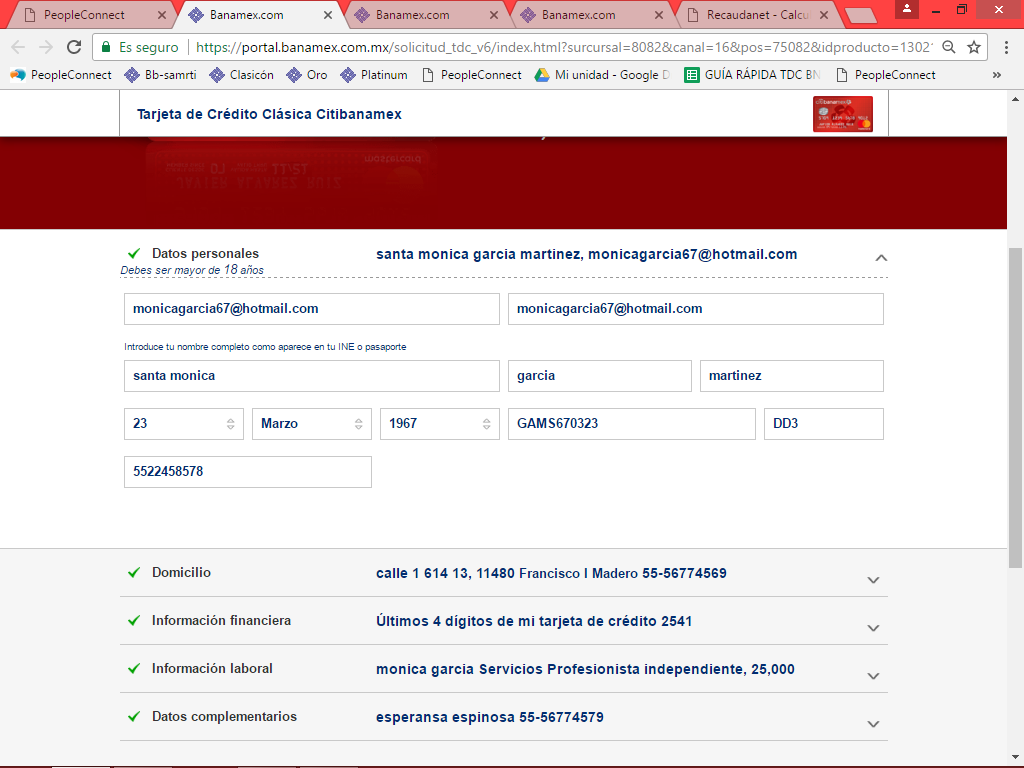 PeopleConnect Banamex.com Banamex.com Banamex.com Recaudanet - Calcu
Es seguro https://portal.banamex.com.mx/solicitud_tdc_v6/index.html?sursursal=8082&canal=16&pos=75082&idproducto=1302
PeopleConnect Bb-samrti Clasicón Oro Platinum PeopleConnect Mi unidad - Google D GUÍA RÁPIDA TDC BN PeopleConnect »
Tarjeta de Crédito Clásica Citibanamex
Datos personales santa monica garcia martinez, monicagarcia67@hotmail.com
Debes ser mayor de 18 años
monicagarcia67@hotmail.com monicagarcia67@hotmail.com
Introduce tu nombre completo como aparece en tu INE o pasaporte
santa monica garcia martinez
23 Marzo 1967 GAMS670323 DD3
5522458578
Domicilio calle 1 614 13, 11480 Francisco I Madero 55-56774569
Información financiera Últimos 4 dígitos de mi tarjeta de crédito 2541
Información laboral monica garcia Servicios Profesionista independiente, 25,000
Datos complementarios esperansa espinosa 55-56774579